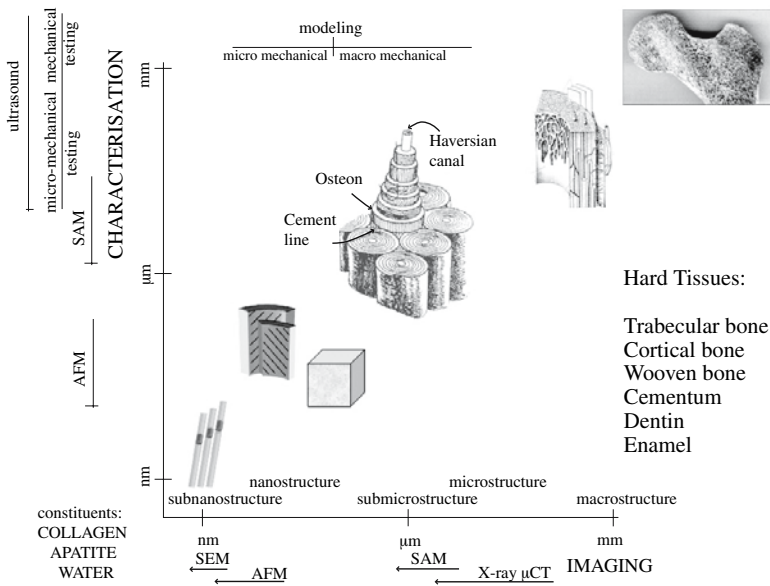 modeling
micro mechanical
macro mechanical
ultrasound
mechanical
testing
micro-mechanical
testing
SAM
AFM
CHARACTERISATION
mm
μm
nm
Haversian
canal
Osteon
Cement
line
Hard Tissues:
Trabecular bone
Cortical bone
Wooven bone
Cementum
Dentin
Enamel
nanostructure
microstructure
subnanostructure
submicrostructure
macrostructure
constituents:
COLLAGEN
APATITE
WATER
nm
μm
mm
SEM
AFM
SAM
X-ray μCT
IMAGING